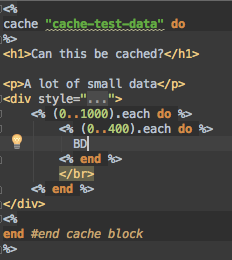 <%
cache "cache-test-data" do
%>
<h1>Can this be cached?</h1>
<p>A lot of small data</p>
<div style="...">
<% (0..1000).each do %>
<% (0..400).each do %>
BD
<% end %>
</br>
<% end %>
</div>
<%
end #end cache block
%>